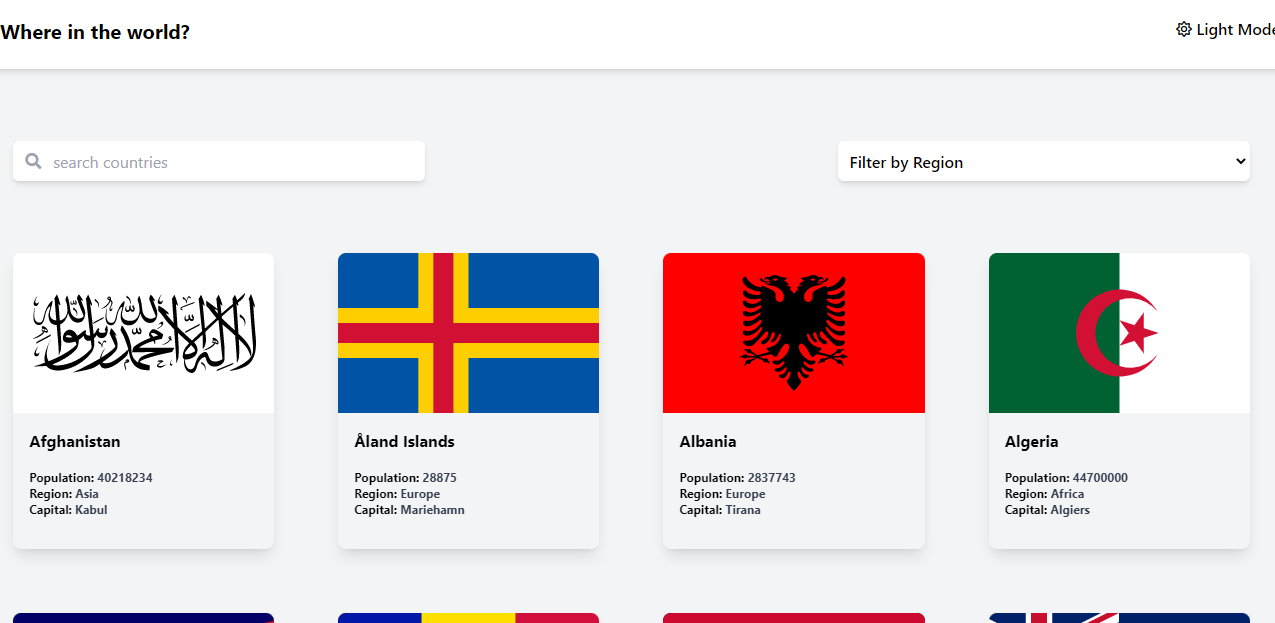 Where in the world?
Light Mode
search countries
Filter by Region
لا إله إلا الله محمد رسول الله
Afghanistan
Population: 40218234
Region: Asia
Capital: Kabul
Åland Islands
Population: 28875
Region: Europe
Capital: Mariehamn
Albania
Population: 2837743
Region: Europe
Capital: Tirana
Algeria
Population: 44700000
Region: Africa
Capital: Algiers